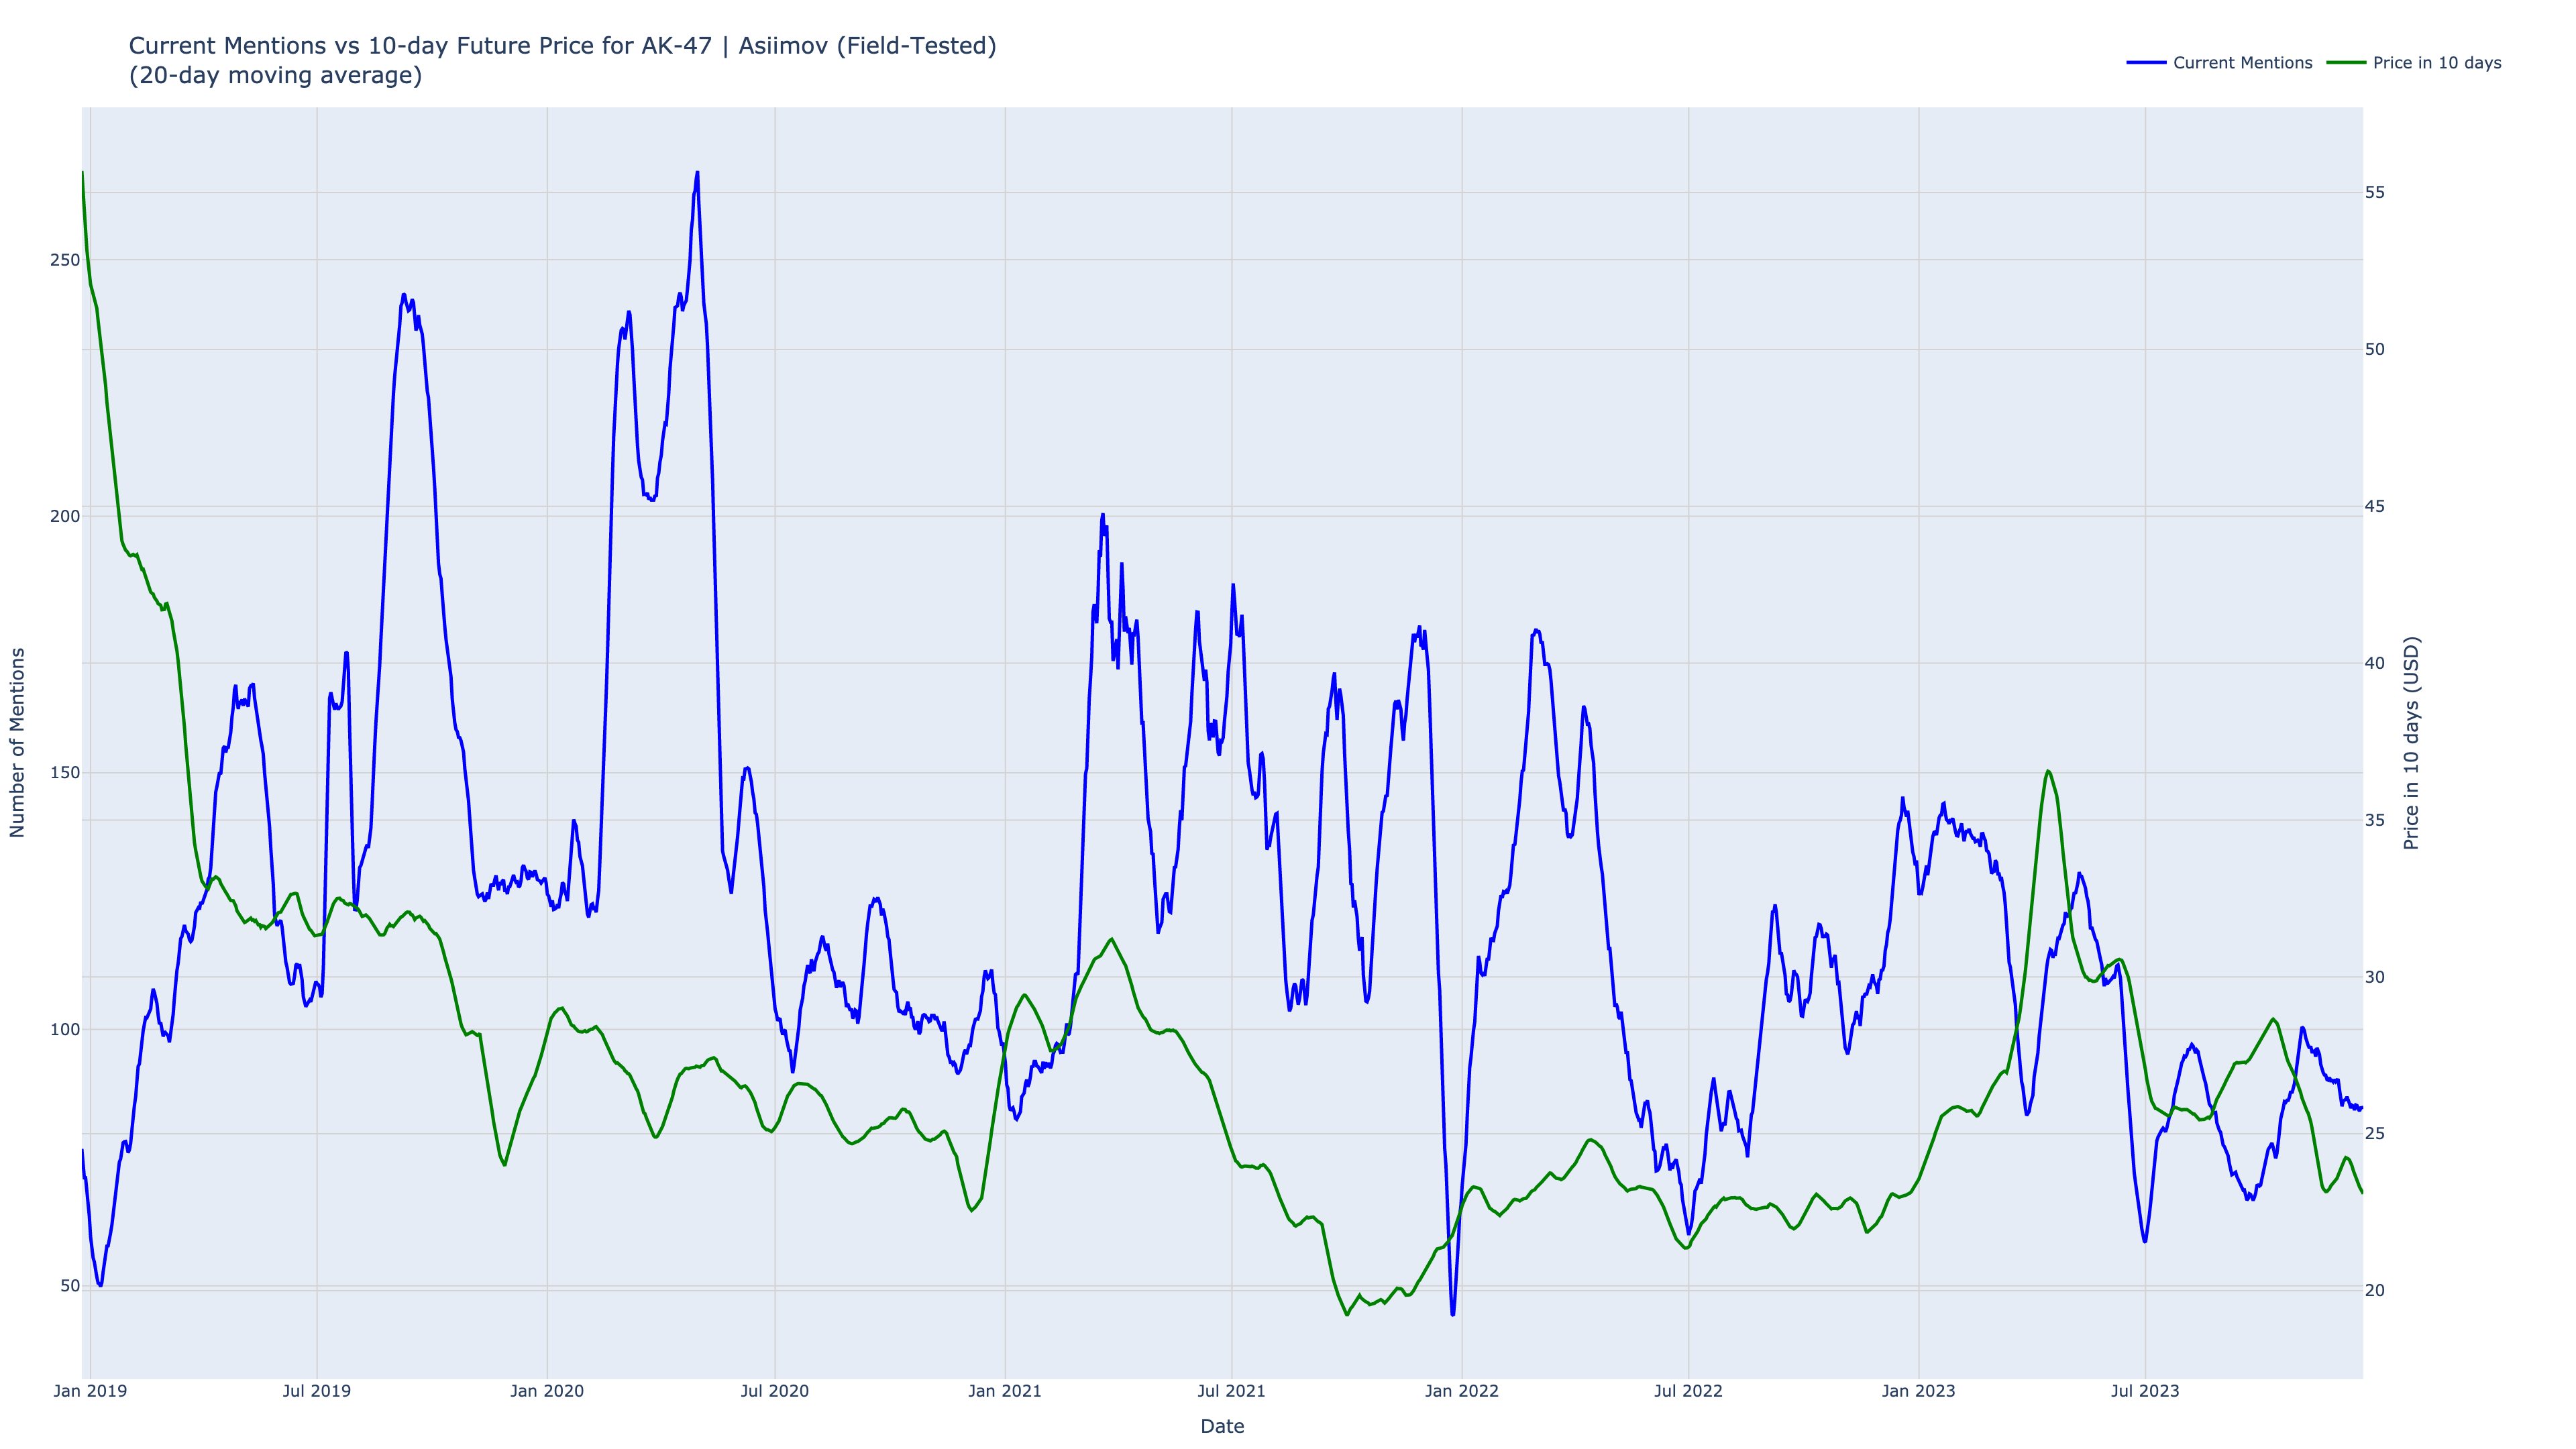 Current Mentions vs 10-day Future Price for AK-47 | Asiimov (Field-Tested)
(20-day moving average)
Current Mentions
Price in 10 days
250
200
150
100
50
Number of Mentions
55
50
45
40
35
30
25
20
Price in 10 days (USD)
Jan 2019
Jul 2019
Jan 2020
Jul 2020
Jan 2021
Jul 2021
Jan 2022
Jul 2022
Jan 2023
Jul 2023
Date